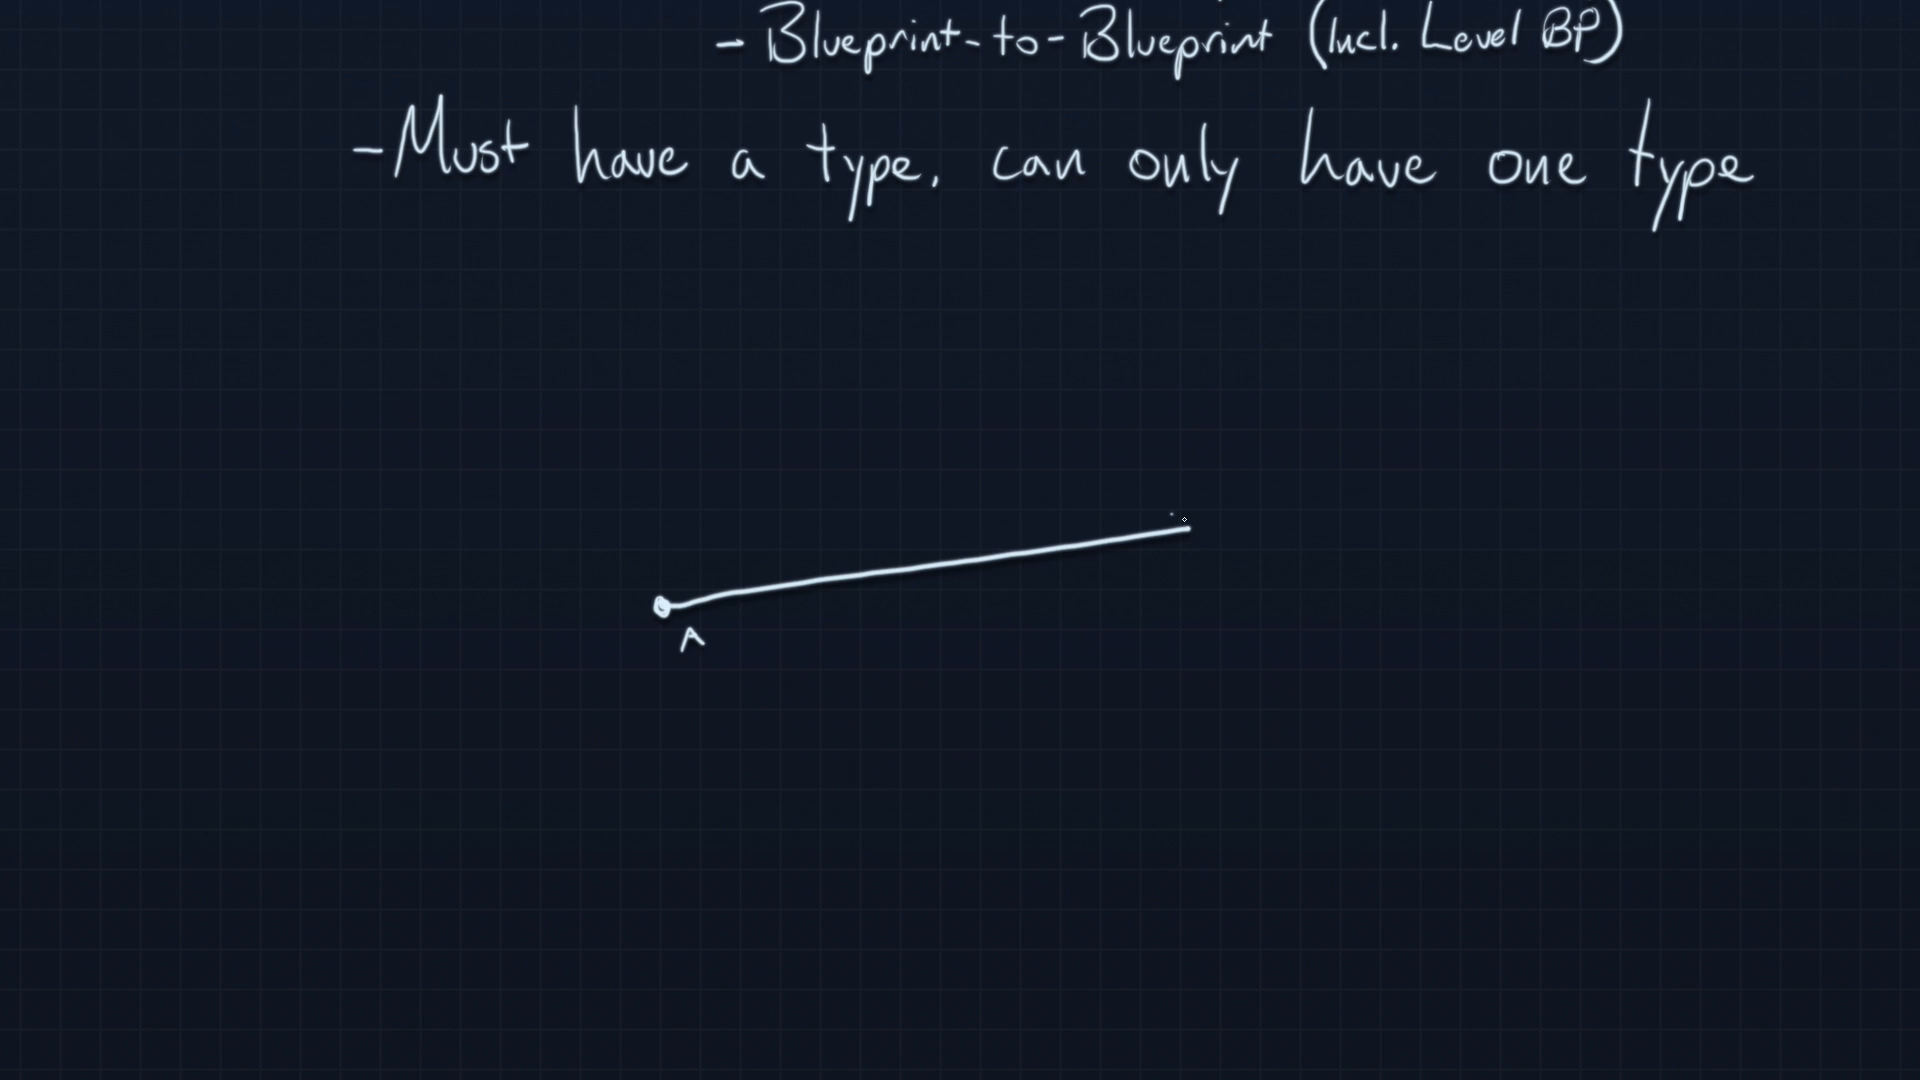 - Blueprint-to-Blueprint (Incl. Level BP)
- Must have a type, can only have one type
A